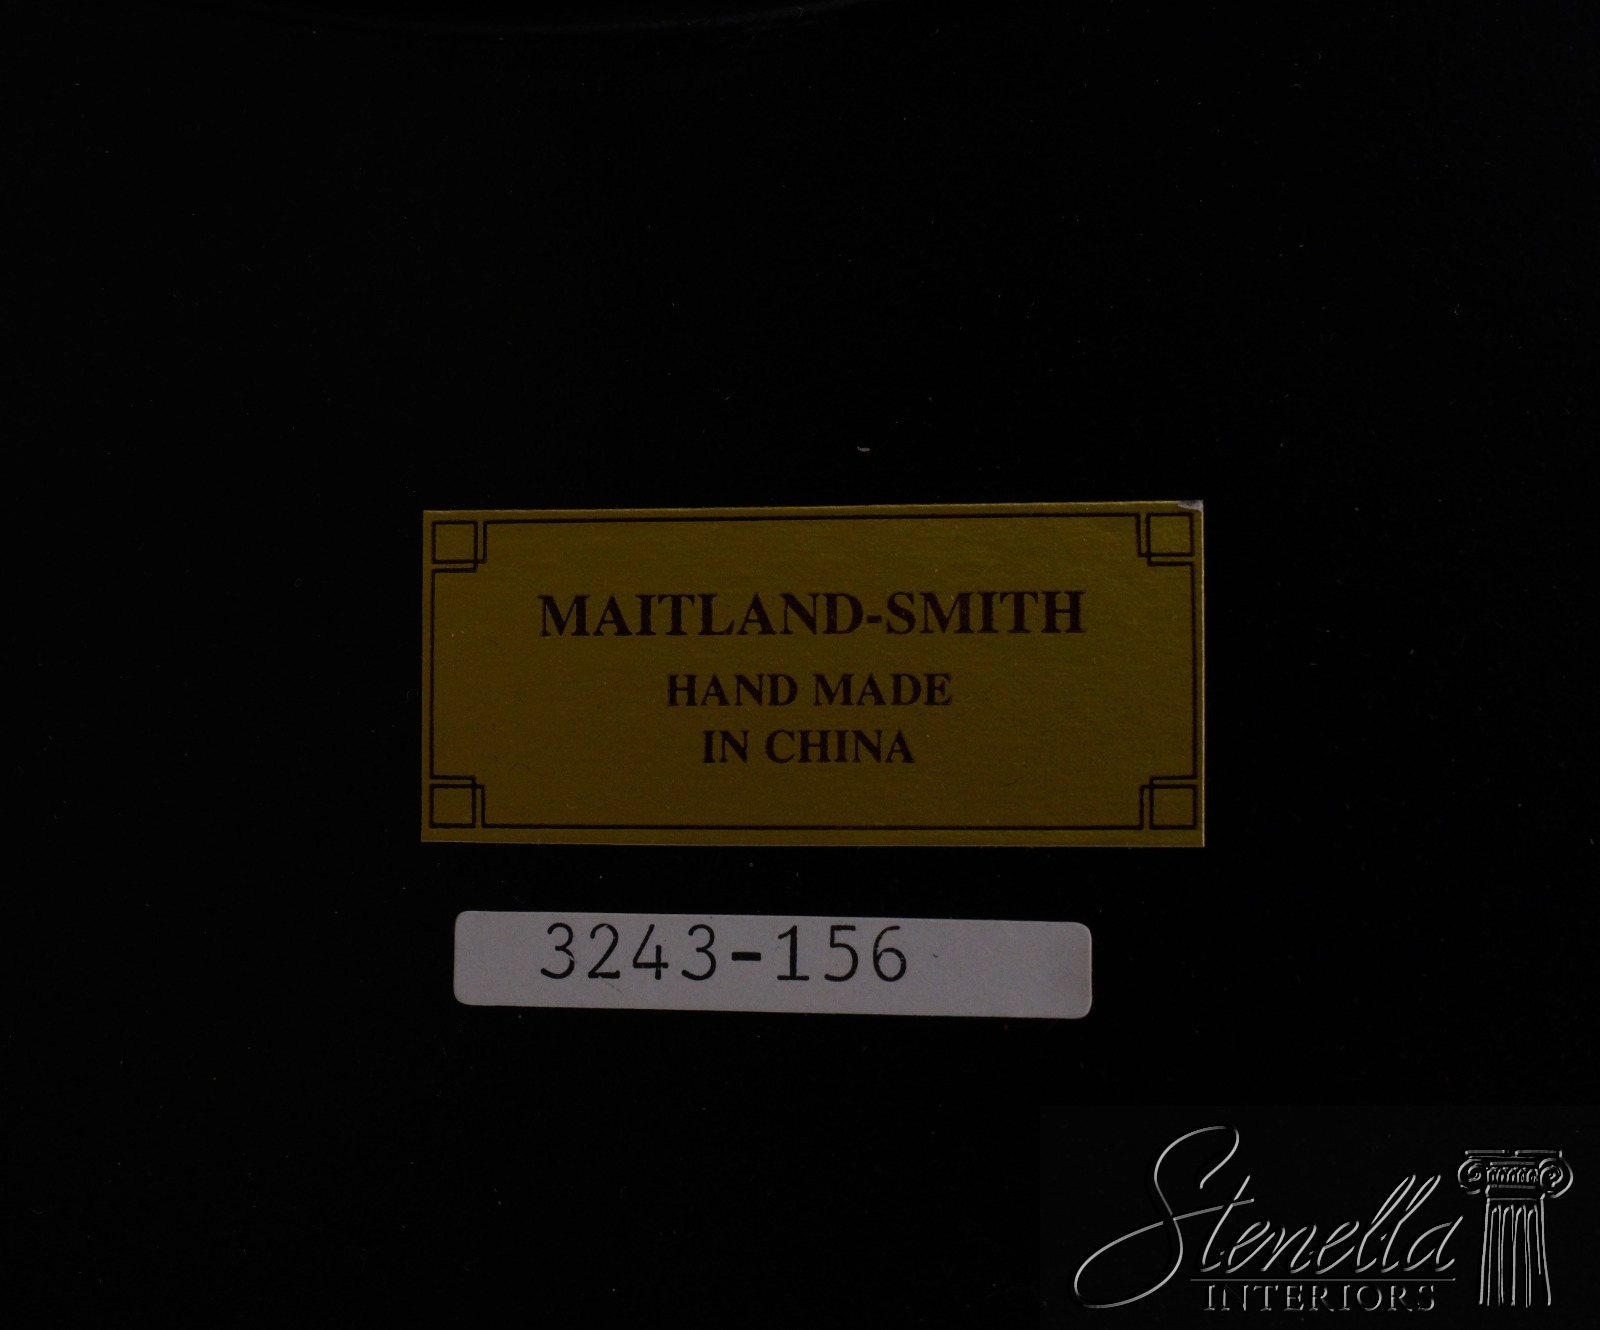 MAITLAND-SMITH
HAND MADE
IN CHINA
3243-156
Stenella
INTERIORS